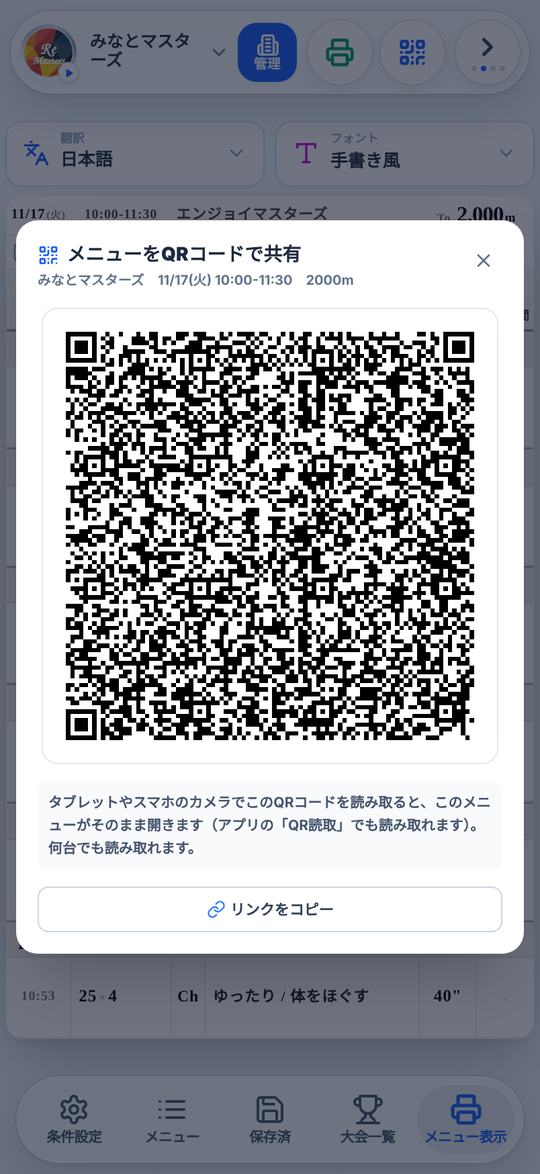 Re
Masters
みなとマスタ
ーズ
管理
翻訳
日本語
フォント
手書き風
11/17(火) 10:00-11:30 エンジョイマスターズ To 2,000m
メニューをQRコードで共有
みなとマスターズ 11/17(火) 10:00-11:30 2000m
タブレットやスマホのカメラでこのQRコードを読み取ると、このメニ
ューがそのまま開きます（アプリの「QR読取」でも読み取れます）。
何台でも読み取れます。
リンクをコピー
10:53 25×4 Ch ゆったり / 体をほぐす 40" -
条件設定 メニュー 保存済 大会一覧 メニュー表示